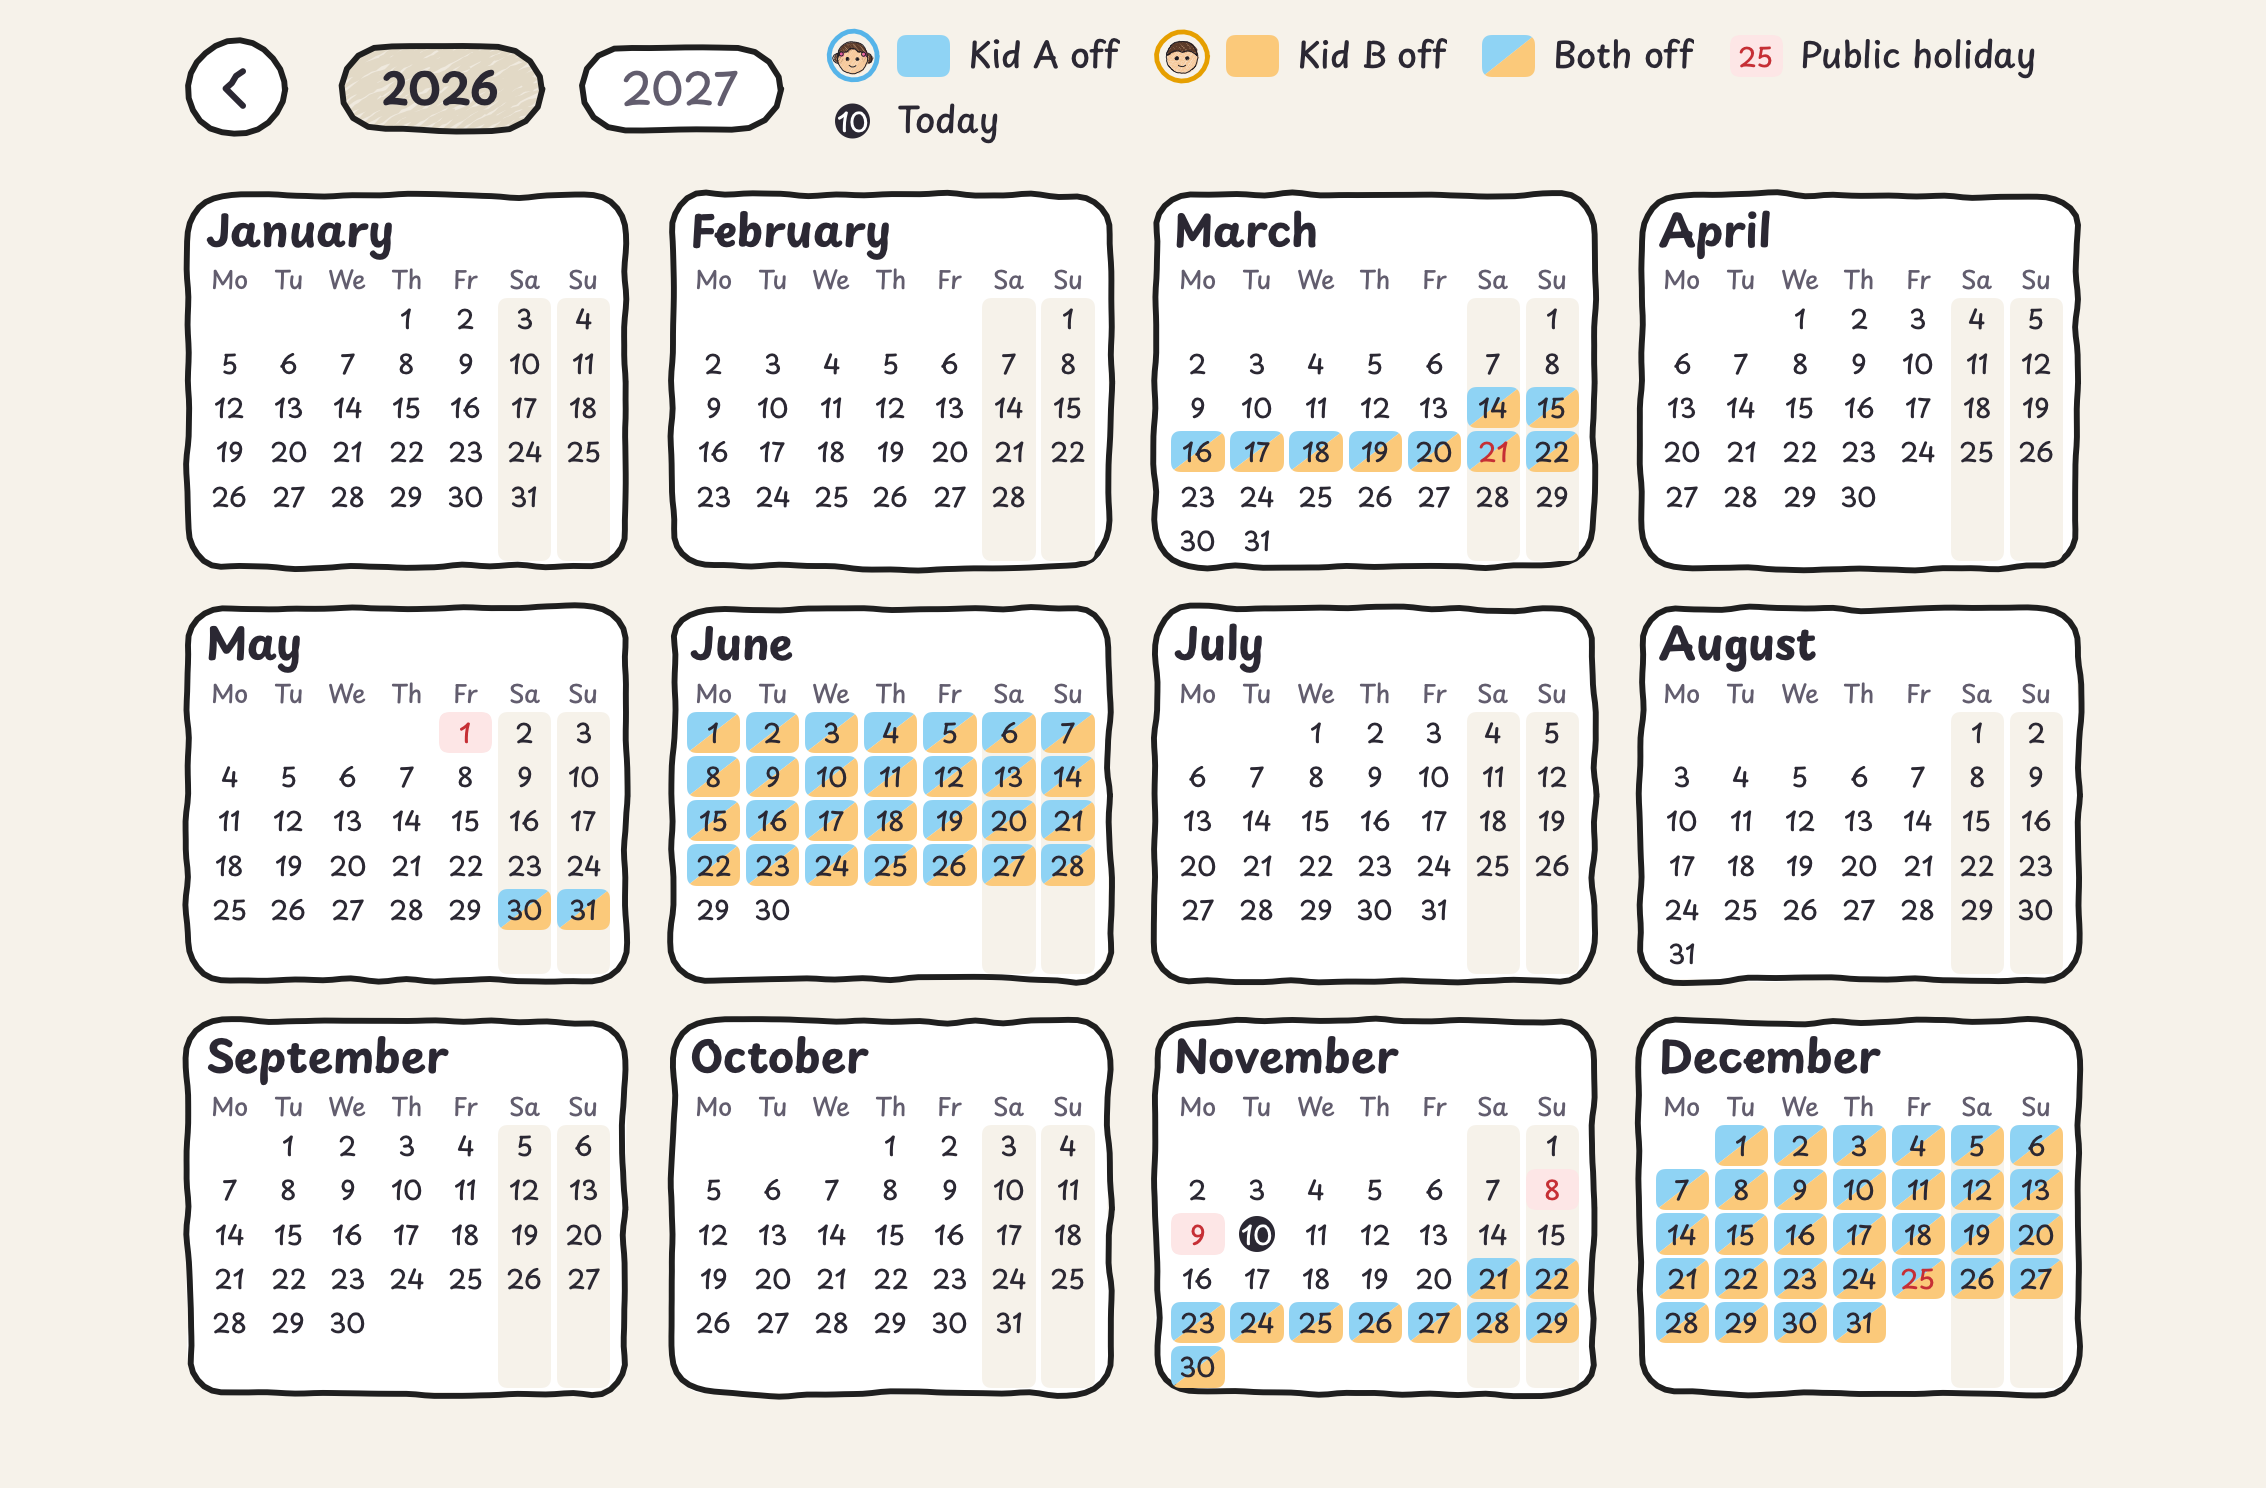 2026 2027 Kid A off Kid B off Both off 25 Public holiday
10 Today
January
Mo Tu We Th Fr Sa Su
1 2 3 4
5 6 7 8 9 10 11
12 13 14 15 16 17 18
19 20 21 22 23 24 25
26 27 28 29 30 31
February
Mo Tu We Th Fr Sa Su
1
2 3 4 5 6 7 8
9 10 11 12 13 14 15
16 17 18 19 20 21 22
23 24 25 26 27 28
March
Mo Tu We Th Fr Sa Su
1
2 3 4 5 6 7 8
9 10 11 12 13 14 15
16 17 18 19 20 21 22
23 24 25 26 27 28 29
30 31
April
Mo Tu We Th Fr Sa Su
1 2 3 4 5
6 7 8 9 10 11 12
13 14 15 16 17 18 19
20 21 22 23 24 25 26
27 28 29 30
May
Mo Tu We Th Fr Sa Su
1 2 3
4 5 6 7 8 9 10
11 12 13 14 15 16 17
18 19 20 21 22 23 24
25 26 27 28 29 30 31
June
Mo Tu We Th Fr Sa Su
1 2 3 4 5 6 7
8 9 10 11 12 13 14
15 16 17 18 19 20 21
22 23 24 25 26 27 28
29 30
July
Mo Tu We Th Fr Sa Su
1 2 3 4 5
6 7 8 9 10 11 12
13 14 15 16 17 18 19
20 21 22 23 24 25 26
27 28 29 30 31
August
Mo Tu We Th Fr Sa Su
1 2
3 4 5 6 7 8 9
10 11 12 13 14 15 16
17 18 19 20 21 22 23
24 25 26 27 28 29 30
31
September
Mo Tu We Th Fr Sa Su
1 2 3 4 5 6
7 8 9 10 11 12 13
14 15 16 17 18 19 20
21 22 23 24 25 26 27
28 29 30
October
Mo Tu We Th Fr Sa Su
1 2 3 4
5 6 7 8 9 10 11
12 13 14 15 16 17 18
19 20 21 22 23 24 25
26 27 28 29 30 31
November
Mo Tu We Th Fr Sa Su
1
2 3 4 5 6 7 8
9 10 11 12 13 14 15
16 17 18 19 20 21 22
23 24 25 26 27 28 29
30
December
Mo Tu We Th Fr Sa Su
1 2 3 4 5 6
7 8 9 10 11 12 13
14 15 16 17 18 19 20
21 22 23 24 25 26 27
28 29 30 31